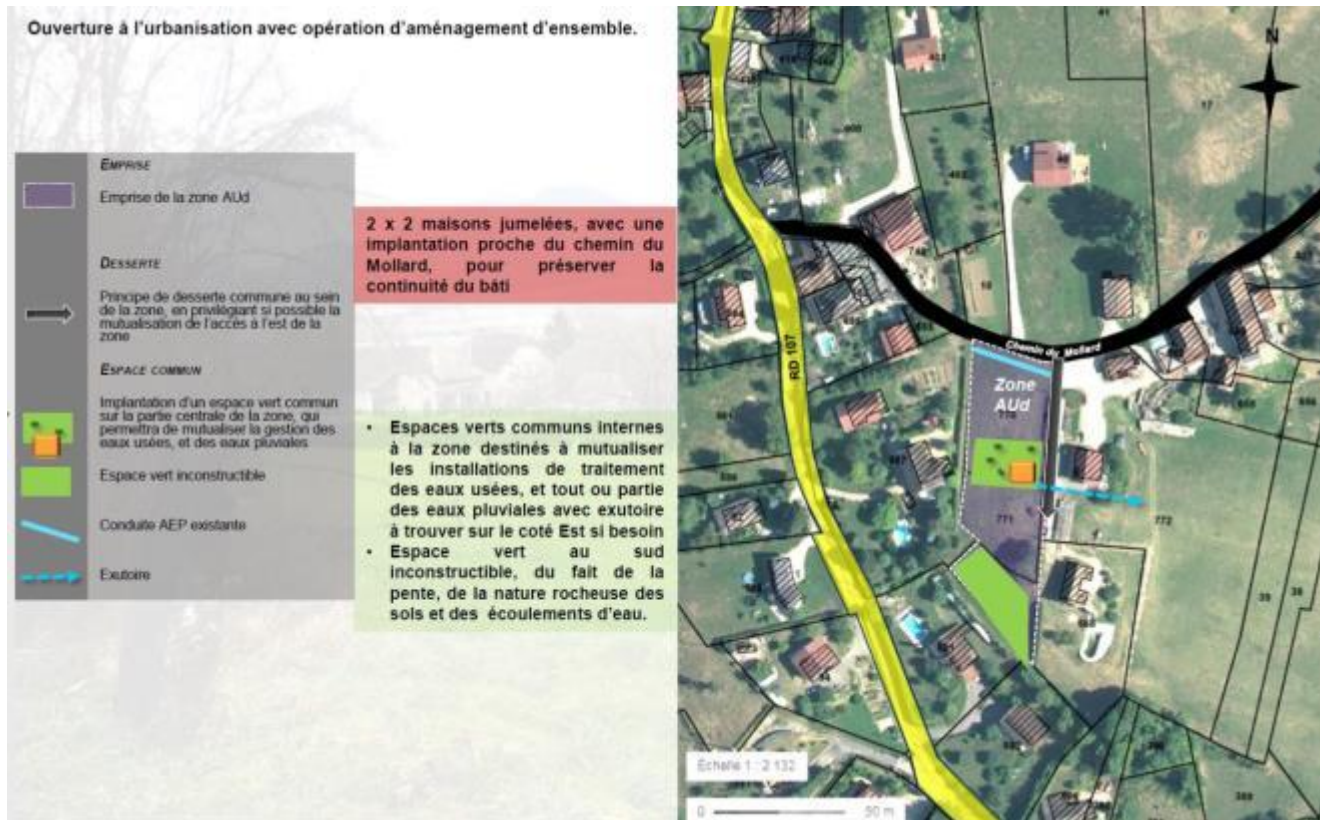 Ouverture à l'urbanisation avec opération d'aménagement d'ensemble.
EMPRISE
Emprise de la zone AUd
DESSERTE
Principe de desserte commune au sein
de la zone, en privilégiant si possible la
mutualisation de l'accès à l'est de la
zone
ESPACE COMMUN
Implantation d'un espace vert commun
sur la partie centrale de la zone, qui
permettra de mutualiser la gestion des
eaux usées, et des eaux pluviales
Espace vert inconstructible
Conduite AEP existante
Exutoire
2 x 2 maisons jumelées, avec une
implantation proche du chemin du
Mollard, pour préserver la
continuité du bâti
• Espaces verts communs internes
à la zone destinés à mutualiser
les installations de traitement
des eaux usées, et tout ou partie
des eaux pluviales avec exutoire
à trouver sur le coté Est si besoin
• Espace vert au sud
inconstructible, du fait de la
pente, de la nature rocheuse des
sols et des écoulements d'eau.
N
17
RD 107
Chemin du Mollard
Zone
AUd
771
772
39
38
Échelle 1 : 2 132
0 50 m